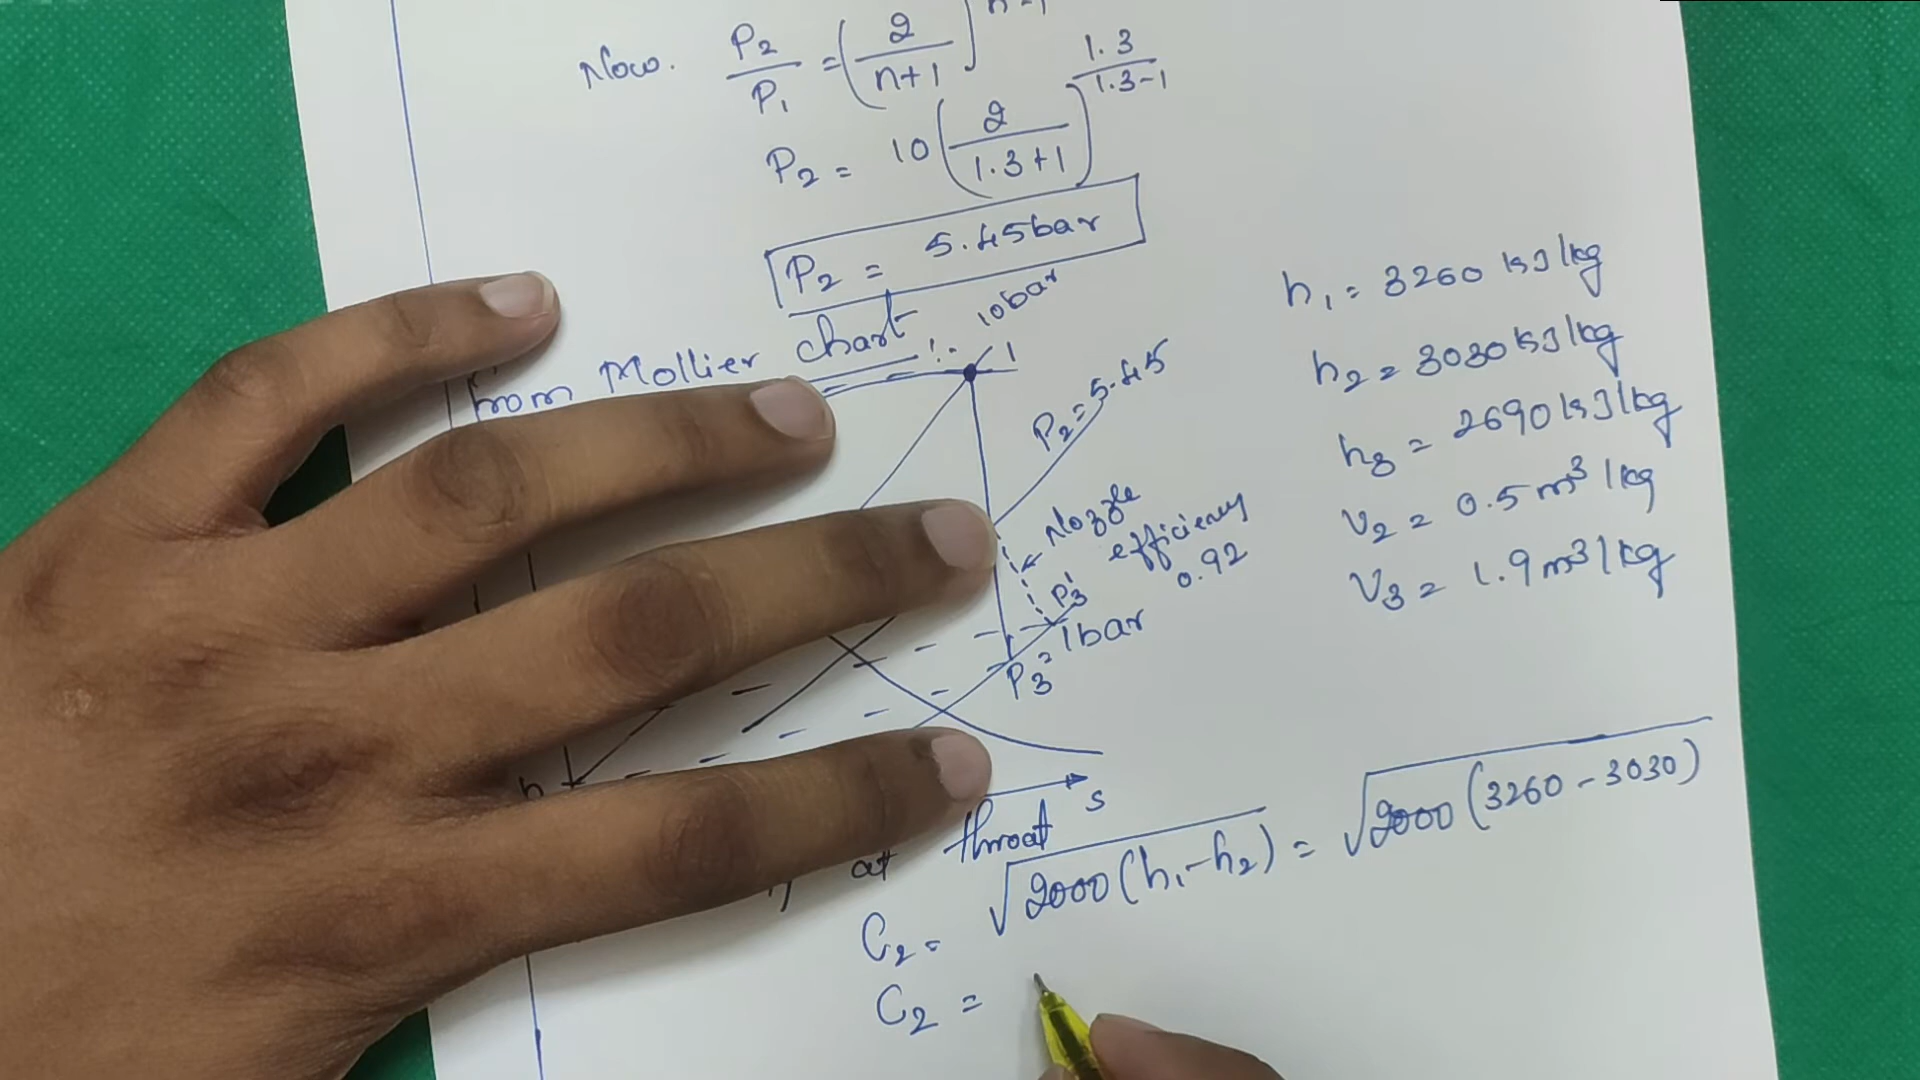 Now. P₂/P₁ = (2/n+1)
P₂ = 10 (2/1.3+1)^1.3/1.3-1
P₂ = 5.45bar
from Mollier chart :-
10bar
1
P₂ = 5.45
Nozzle
efficiency
0.92
P₃'
P₃ = 1bar
h
s
h₁ = 3260 kJ/kg
h₂ = 3030 kJ/kg
h₃ = 2690 kJ/kg
v₂ = 0.5 m³/kg
v₃ = 1.9 m³/kg
at throat
C₂ = √2000(h₁-h₂) = √2000(3260-3030)
C₂ =